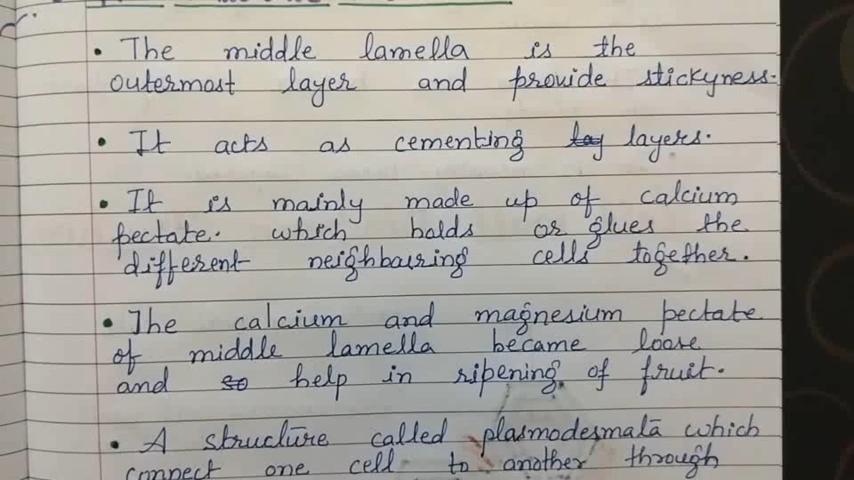 • The middle lamella is the
outermost layer and provide stickyness.
• It acts as cementing layers.
• It is mainly made up of calcium
pectate. which holds or glues the
different neighbouring cells together.
• The calcium and magnesium pectate
of middle lamella became loose
and help in ripening of fruit.
• A structure called plasmodesmata which
connect one cell to another through